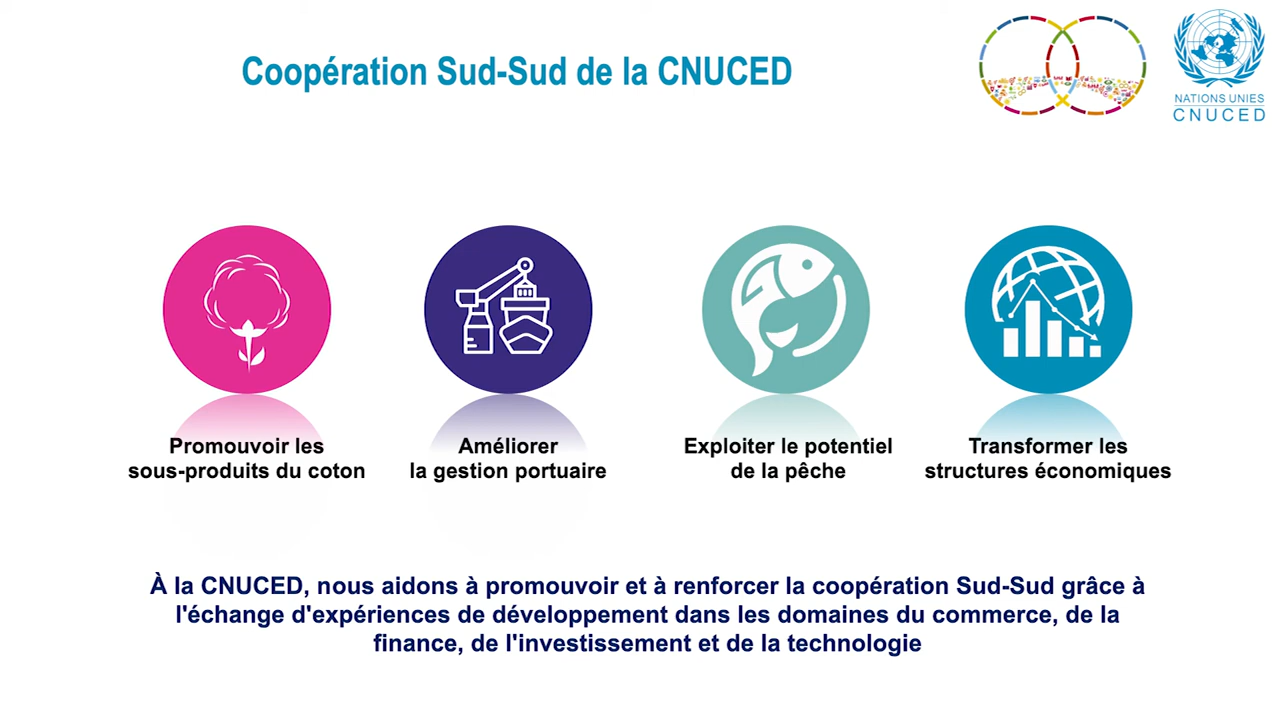 Coopération Sud-Sud de la CNUCED
NATIONS UNIES
CNUCED
Promouvoir les
sous-produits du coton
Améliorer
la gestion portuaire
Exploiter le potentiel
de la pêche
Transformer les
structures économiques
À la CNUCED, nous aidons à promouvoir et à renforcer la coopération Sud-Sud grâce à
l'échange d'expériences de développement dans les domaines du commerce, de la
finance, de l'investissement et de la technologie